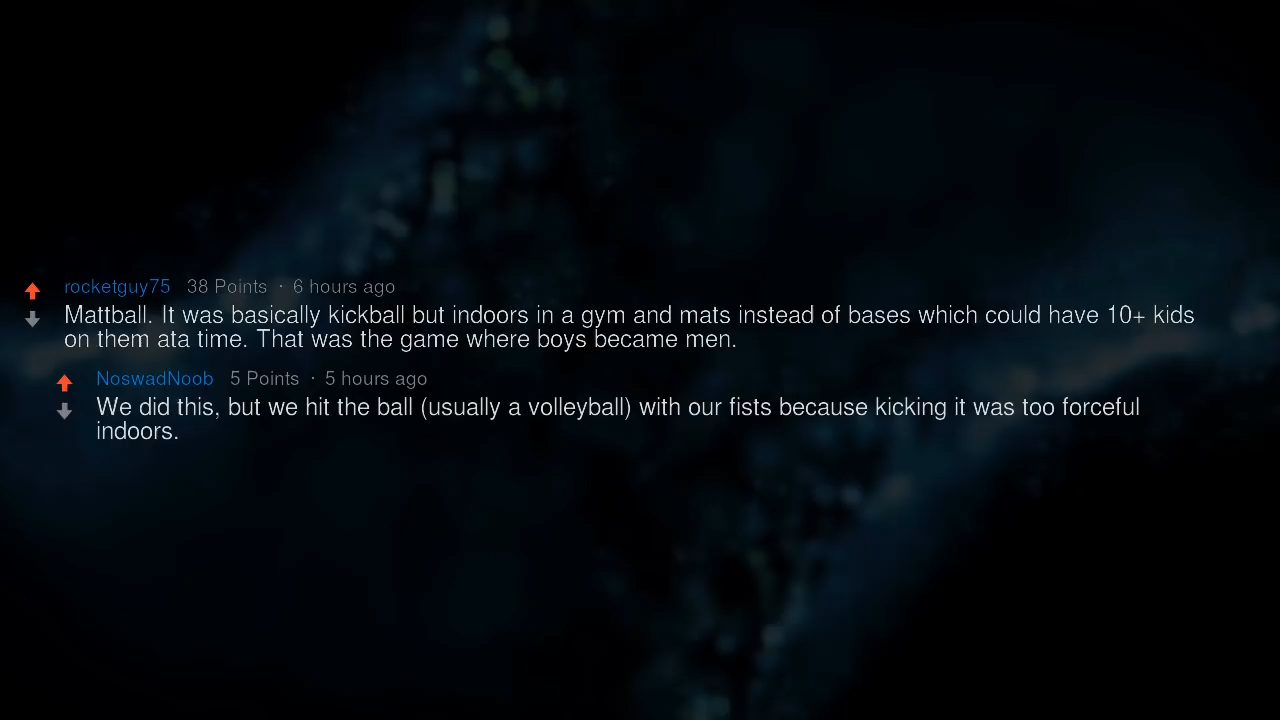 rocketguy75 38 Points · 6 hours ago
Mattball. It was basically kickball but indoors in a gym and mats instead of bases which could have 10+ kids
on them ata time. That was the game where boys became men.
NoswadNoob 5 Points · 5 hours ago
We did this, but we hit the ball (usually a volleyball) with our fists because kicking it was too forceful
indoors.